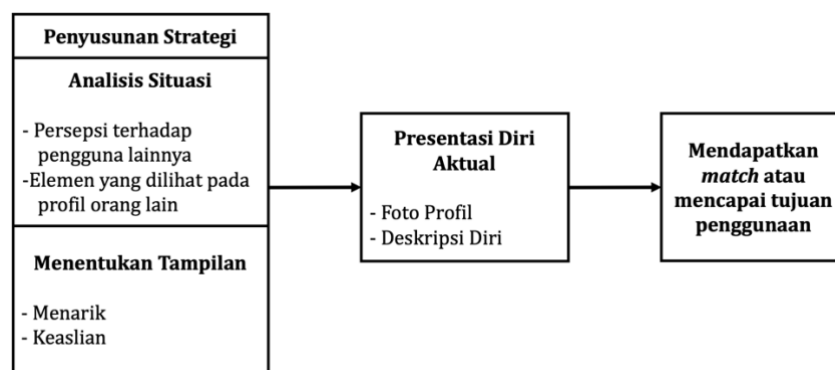 Penyusunan Strategi
Analisis Situasi
- Persepsi terhadap
pengguna lainnya
-Elemen yang dilihat pada
profil orang lain
Menentukan Tampilan
- Menarik
- Keaslian
Presentasi Diri
Aktual
- Foto Profil
- Deskripsi Diri
Mendapatkan
match atau
mencapai tujuan
penggunaan